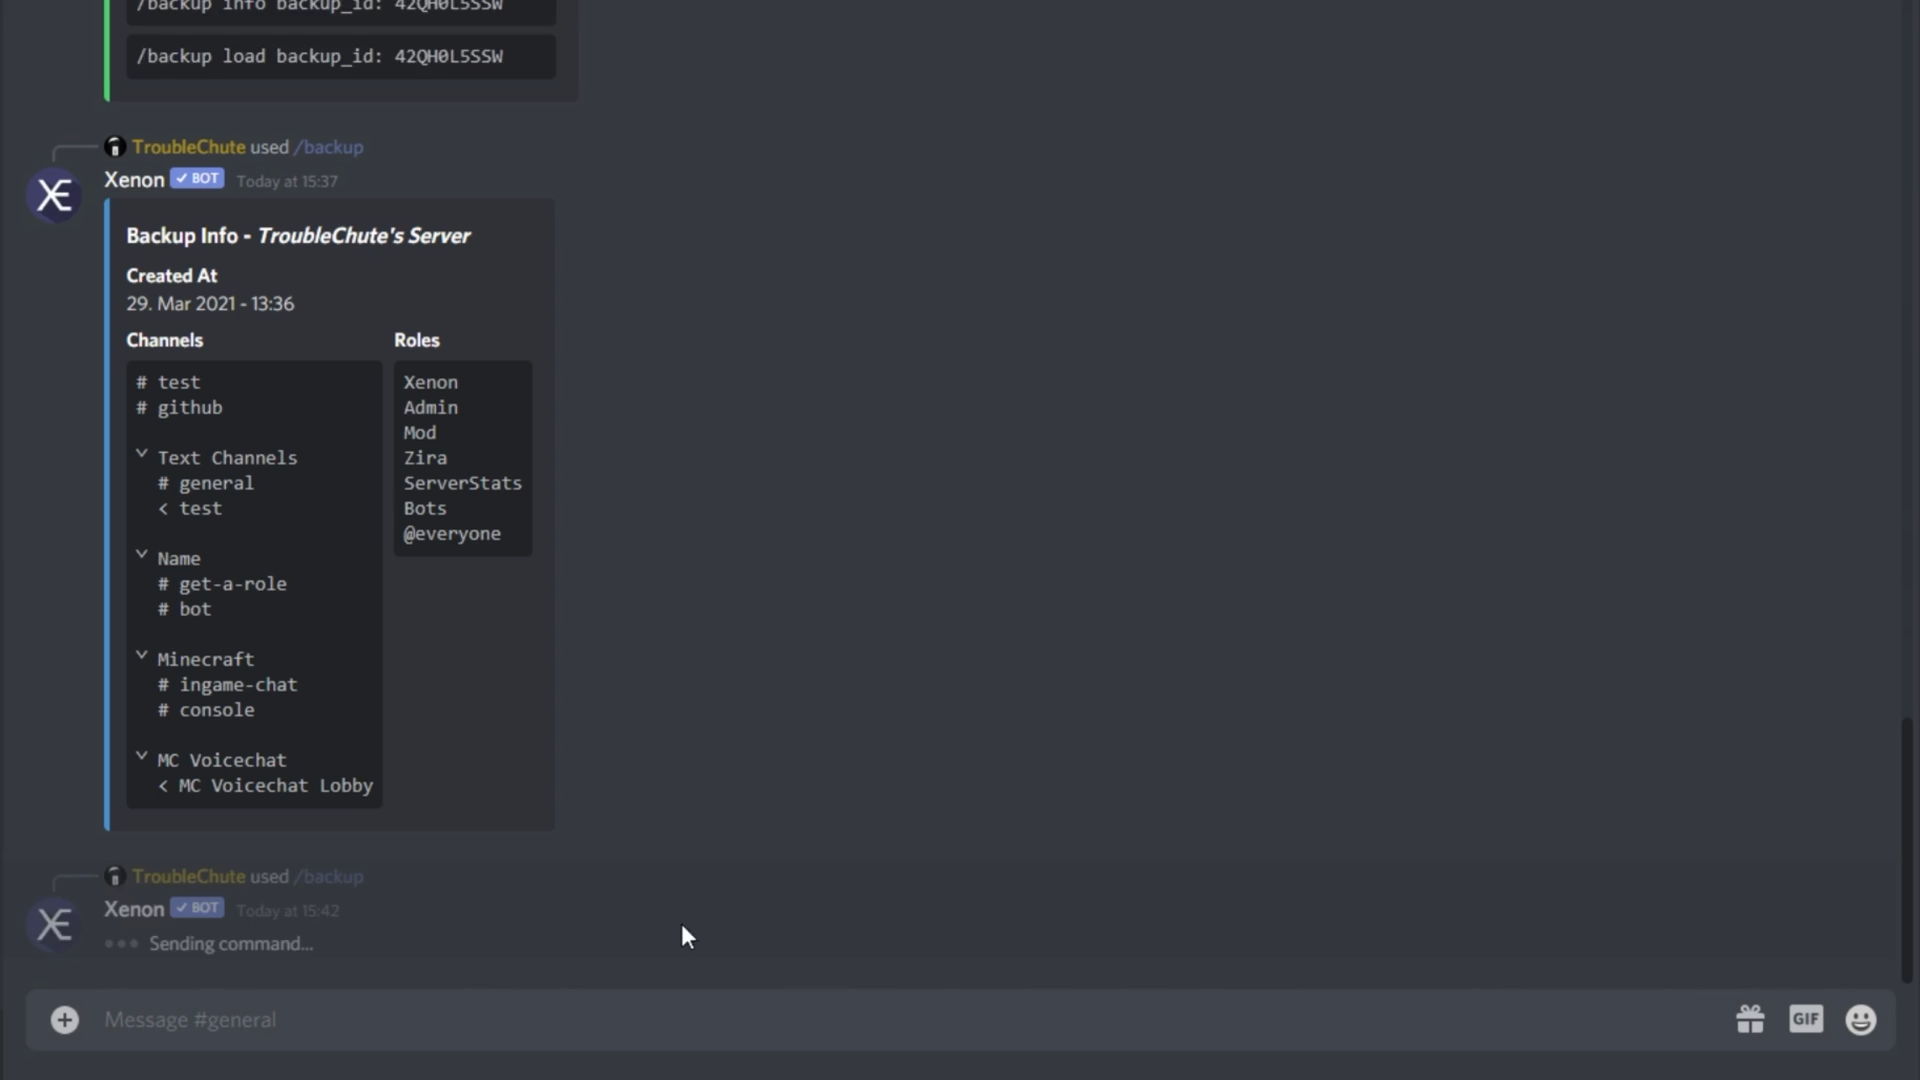 /backup info backup_id: 42QH0L5SSW
/backup load backup_id: 42QH0L5SSW
TroubleChute used /backup
Xenon ✓ BOT Today at 15:37
Backup Info - TroubleChute's Server
Created At
29. Mar 2021 - 13:36
Channels Roles
# test Xenon
# github Admin
Mod
Text Channels Zira
# general ServerStats
< test Bots
@everyone
Name
# get-a-role
# bot
Minecraft
# ingame-chat
# console
MC Voicechat
< MC Voicechat Lobby
TroubleChute used /backup
Xenon ✓ BOT Today at 15:42
Sending command...
Message #general GIF